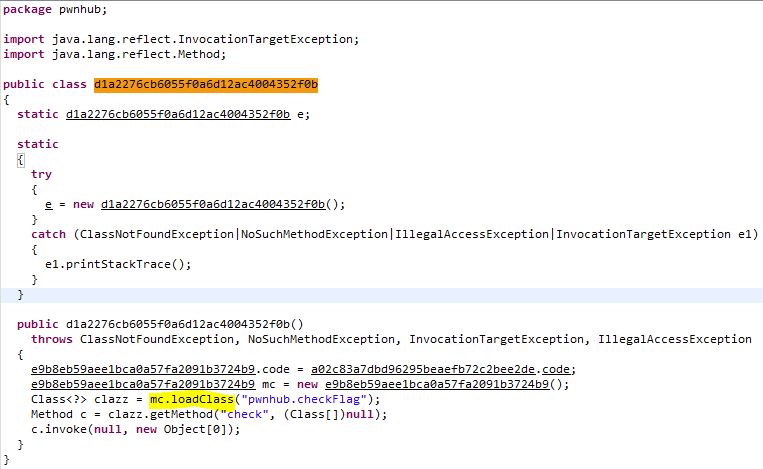 package pwnhub;
import java.lang.reflect.InvocationTargetException;
import java.lang.reflect.Method;
public class d1a2276cb6055f0a6d12ac4004352f0b
{
static d1a2276cb6055f0a6d12ac4004352f0b e;
static
{
try
{
e = new d1a2276cb6055f0a6d12ac4004352f0b();
}
catch (ClassNotFoundException|NoSuchMethodException|IllegalAccessException|InvocationTargetException e1)
{
e1.printStackTrace();
}
}
public d1a2276cb6055f0a6d12ac4004352f0b()
throws ClassNotFoundException, NoSuchMethodException, InvocationTargetException, IllegalAccessException
{
e9b8eb59aee1bca0a57fa2091b3724b9.code = a02c83a7dbd96295beaefb72c2bee2de.code;
e9b8eb59aee1bca0a57fa2091b3724b9 mc = new e9b8eb59aee1bca0a57fa2091b3724b9();
Class<?> clazz = mc.loadClass("pwnhub.checkFlag");
Method c = clazz.getMethod("check", (Class[])null);
c.invoke(null, new Object[0]);
}
}